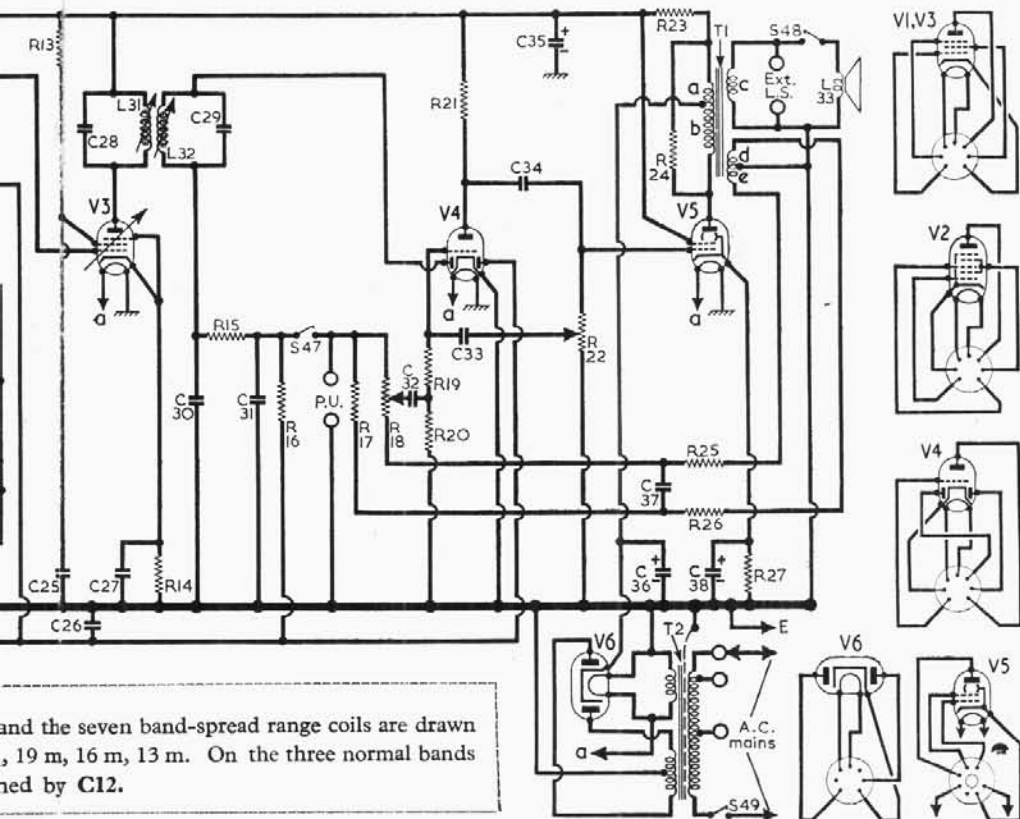 R13
C35
+
-
R23
T1
S48
V1,V3
L31
C28
C29
L32
R21
a
c
Ext.
L.S.
L
33
b
R
24
d
e
C34
V3
V4
V5
V2
a
a
a
R15
S47
C33
R
22
C
30
C
31
R
16
P.U.
R
17
R
18
C
32
R19
R20
R25
C
37
R26
V4
C25
C27
R14
C
36
+
-
C
38
+
-
R27
C26
V6
T2
E
V6
V5
a
A.C.
mains
S49
and the seven band-spread range coils are drawn
, 19 m, 16 m, 13 m. On the three normal bands
ned by C12.